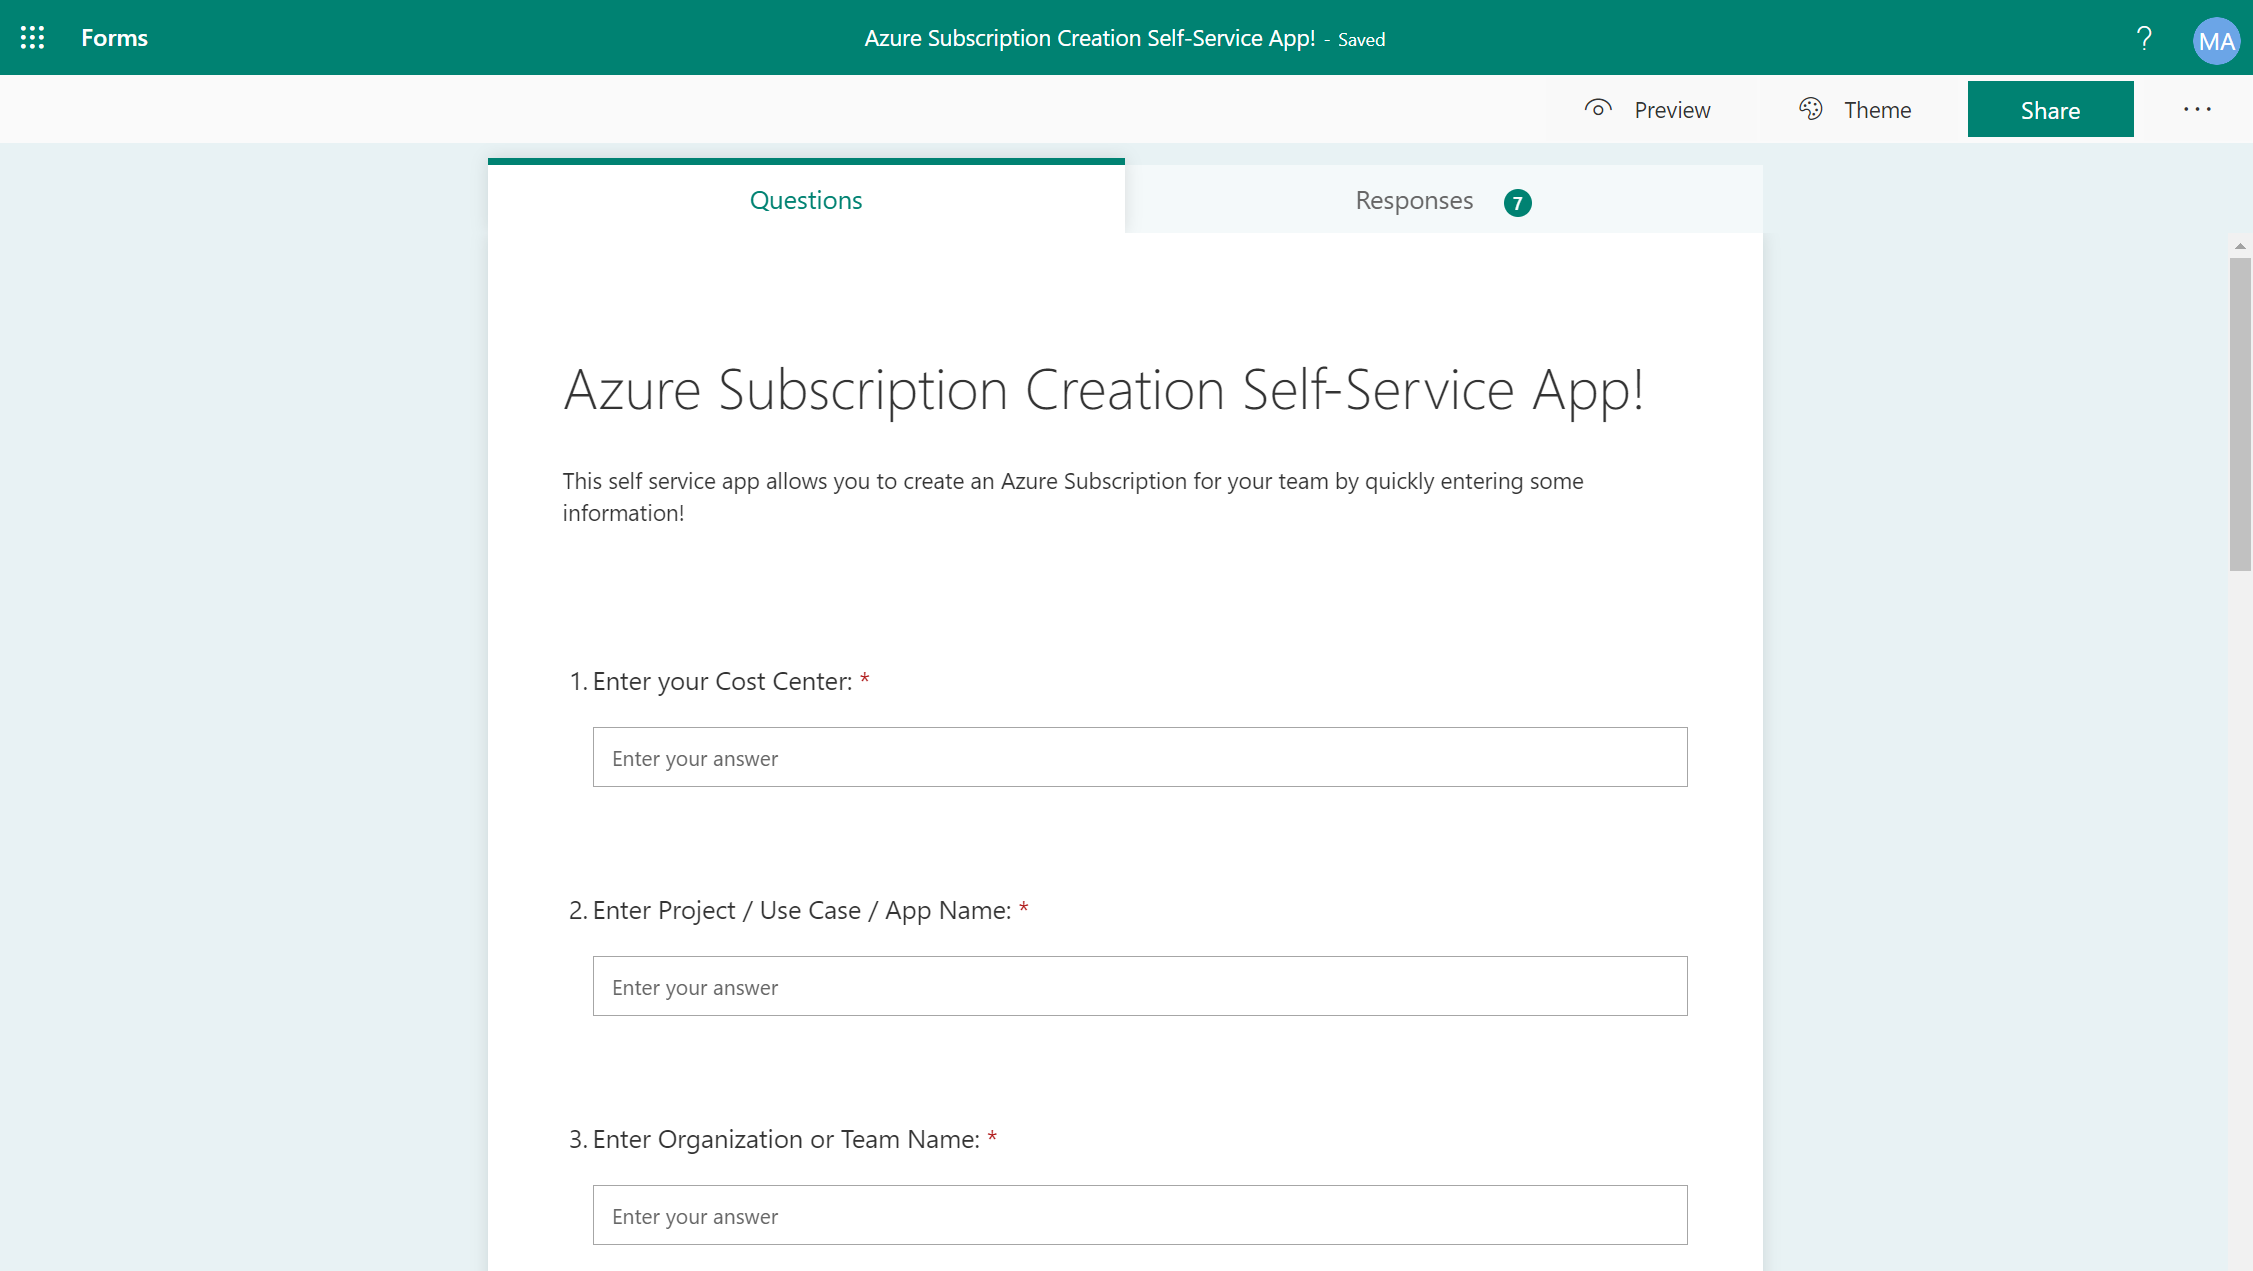 Forms
Azure Subscription Creation Self-Service App! - Saved
?
MA
Preview
Theme
Share
...
Questions
Responses 7
Azure Subscription Creation Self-Service App!
This self service app allows you to create an Azure Subscription for your team by quickly entering some
information!
1. Enter your Cost Center: *
Enter your answer
2. Enter Project / Use Case / App Name: *
Enter your answer
3. Enter Organization or Team Name: *
Enter your answer